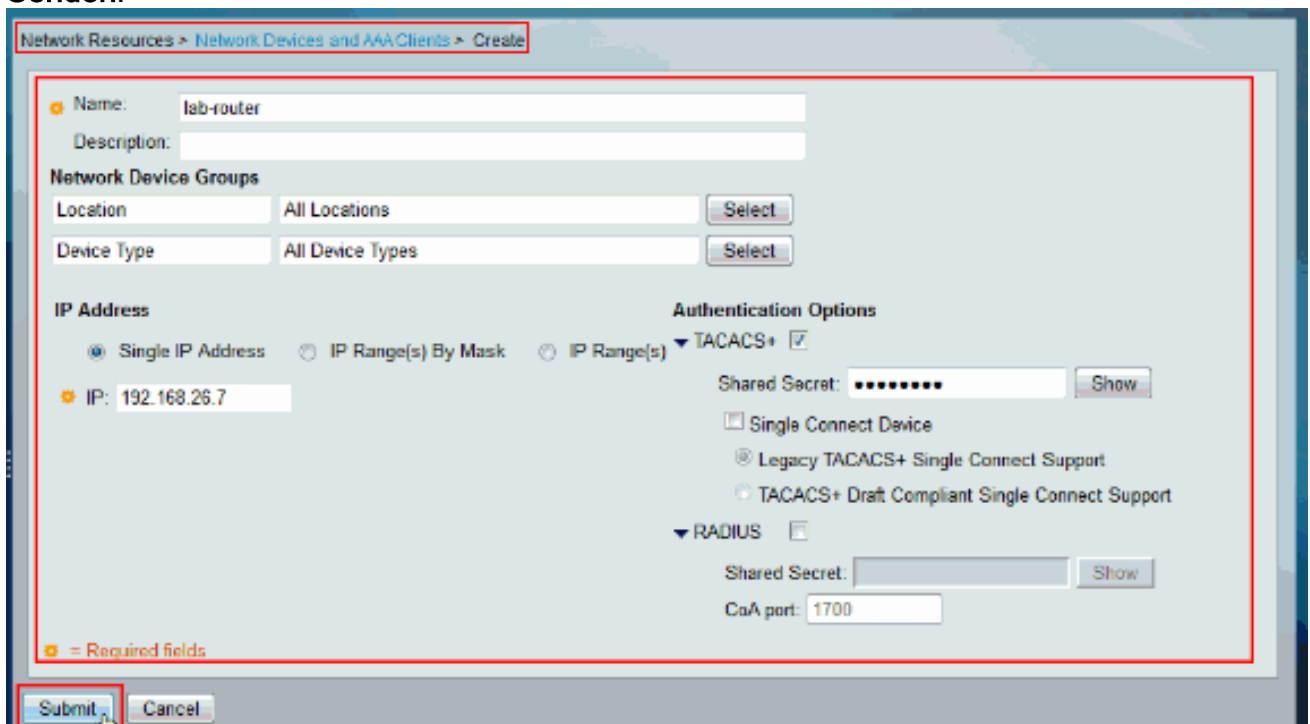 Network Resources > Network Devices and AAA Clients > Create
Name: lab-router
Description:
Network Device Groups
Location All Locations Select
Device Type All Device Types Select
IP Address
Single IP Address IP Range(s) By Mask IP Range(s)
IP: 192.168.26.7
Authentication Options
TACACS+
Shared Secret: ••••••••• Show
Single Connect Device
Legacy TACACS+ Single Connect Support
TACACS+ Draft Compliant Single Connect Support
RADIUS
Shared Secret: Show
CoA port: 1700
= Required fields
Submit Cancel